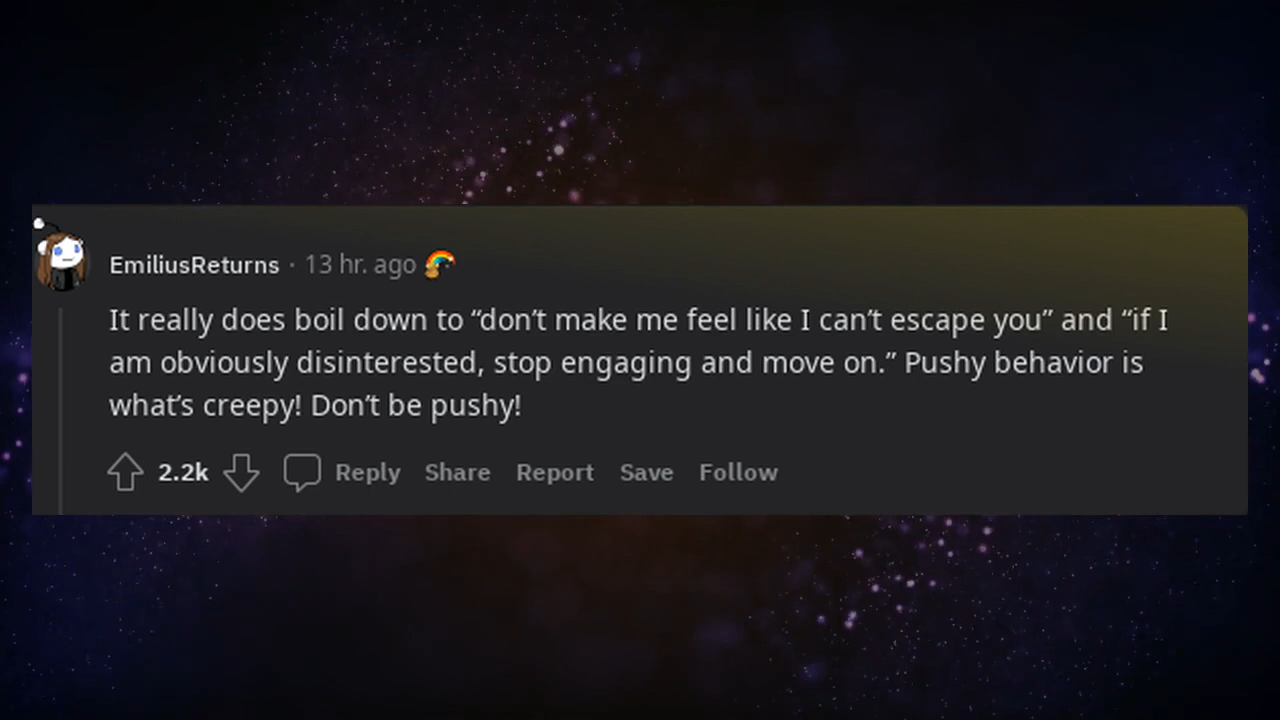 EmiliusReturns · 13 hr. ago
It really does boil down to “don’t make me feel like I can’t escape you” and “if I
am obviously disinterested, stop engaging and move on.” Pushy behavior is
what’s creepy! Don’t be pushy!
2.2k Reply Share Report Save Follow